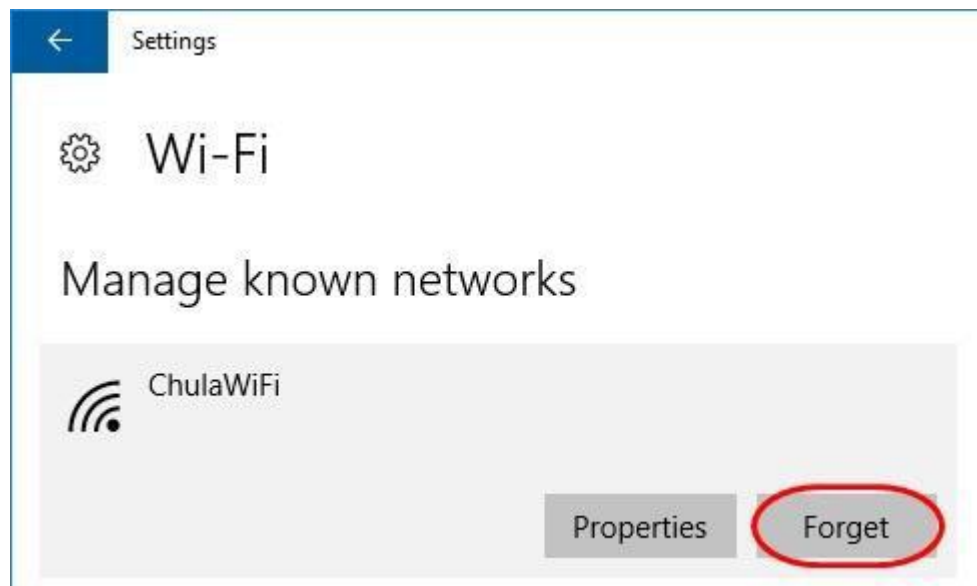 Settings
Wi-Fi
Manage known networks
ChulaWiFi
Properties Forget